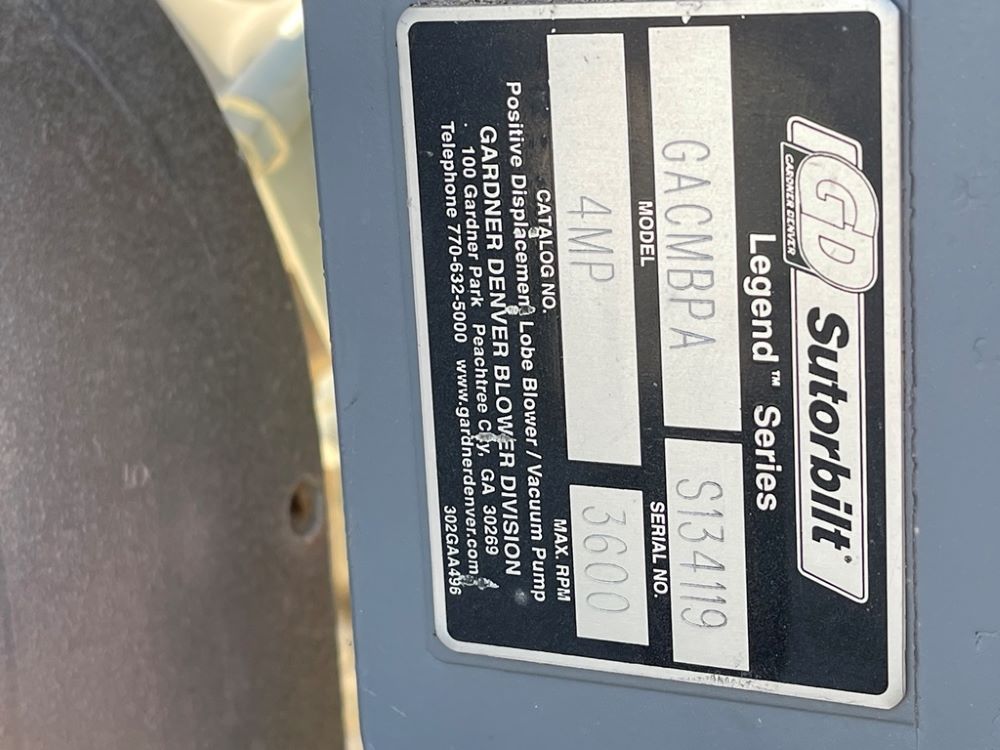 GD Sutorbilt®
GARDNER DENVER
Legend™ Series
GACMBPA S134119
MODEL SERIAL NO.
4MP 3600
CATALOG NO. MAX. RPM
Positive Displacement Lobe Blower / Vacuum Pump
GARDNER DENVER BLOWER DIVISION
100 Gardner Park Peachtree City, GA 30269
Telephone 770-632-5000 www.gardnerdenver.com
302GAA496
5